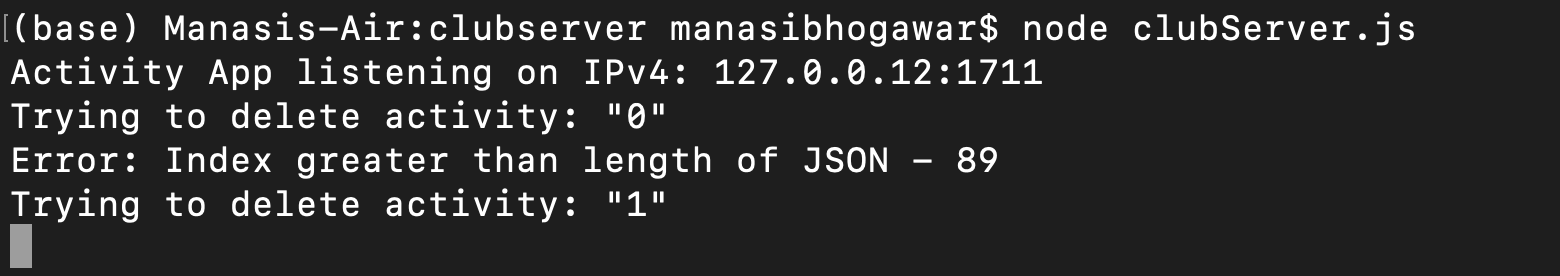 [(base) Manasis-Air:clubserver manasibhogawar$ node clubServer.js
Activity App listening on IPv4: 127.0.0.12:1711
Trying to delete activity: "0"
Error: Index greater than length of JSON - 89
Trying to delete activity: "1"